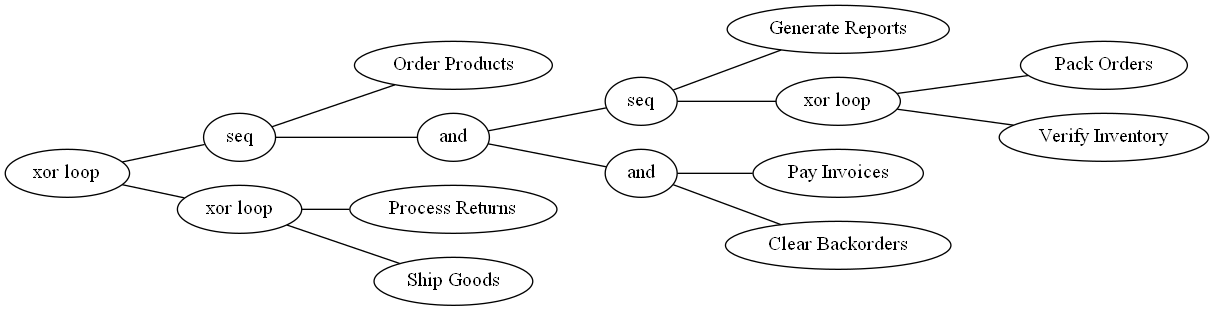 Generate Reports
Order Products
Pack Orders
seq
xor loop
seq
and
Verify Inventory
xor loop
and
Pay Invoices
xor loop
Process Returns
Clear Backorders
Ship Goods